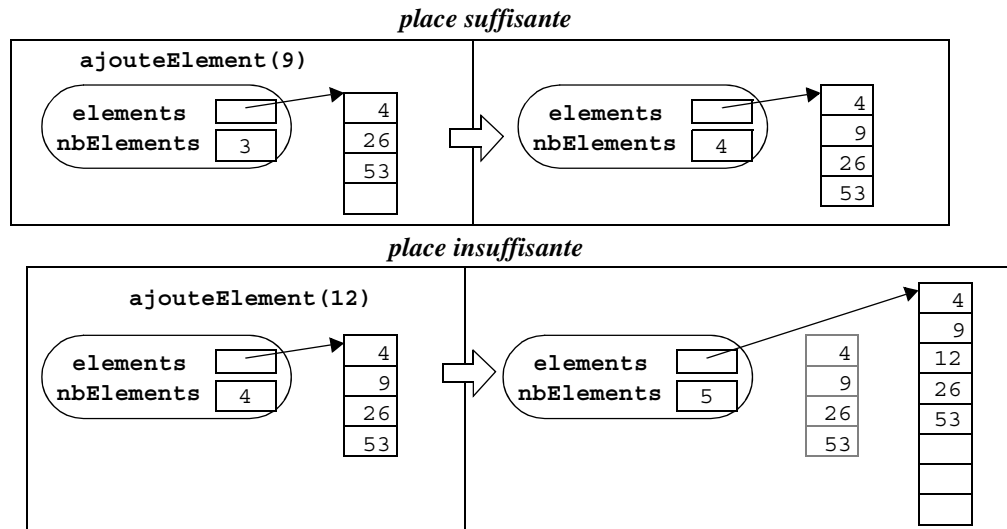 place suffisante
ajouteElement(9)
elements
nbElements
3
4
26
53
elements
nbElements
4
4
9
26
53
place insuffisante
ajouteElement(12)
elements
nbElements
4
4
9
26
53
elements
nbElements
5
4
9
26
53
4
9
12
26
53